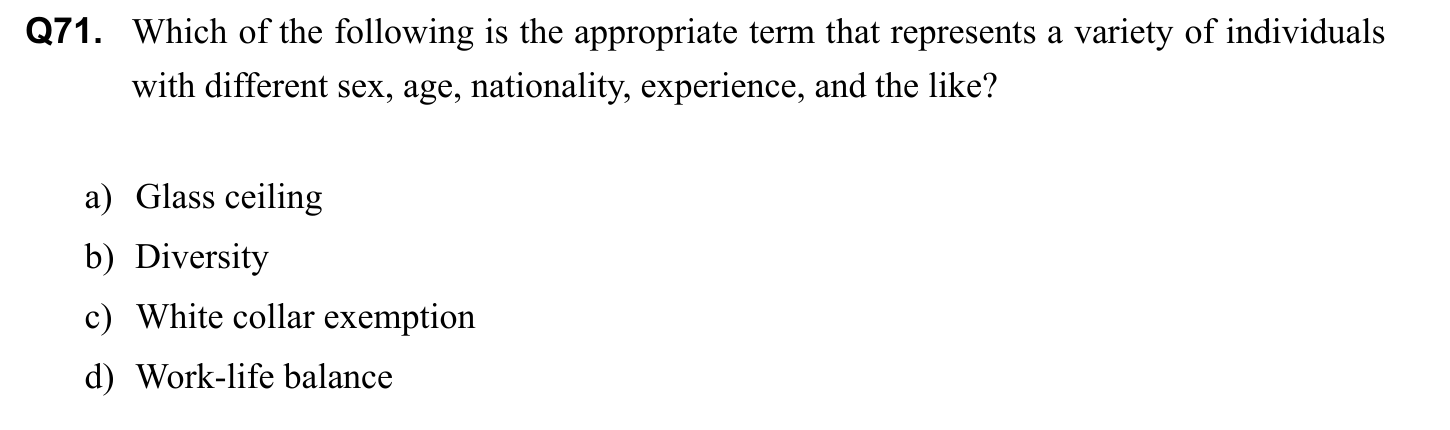 Q71. Which of the following is the appropriate term that represents a variety of individuals
with different sex, age, nationality, experience, and the like?
a) Glass ceiling
b) Diversity
c) White collar exemption
d) Work-life balance